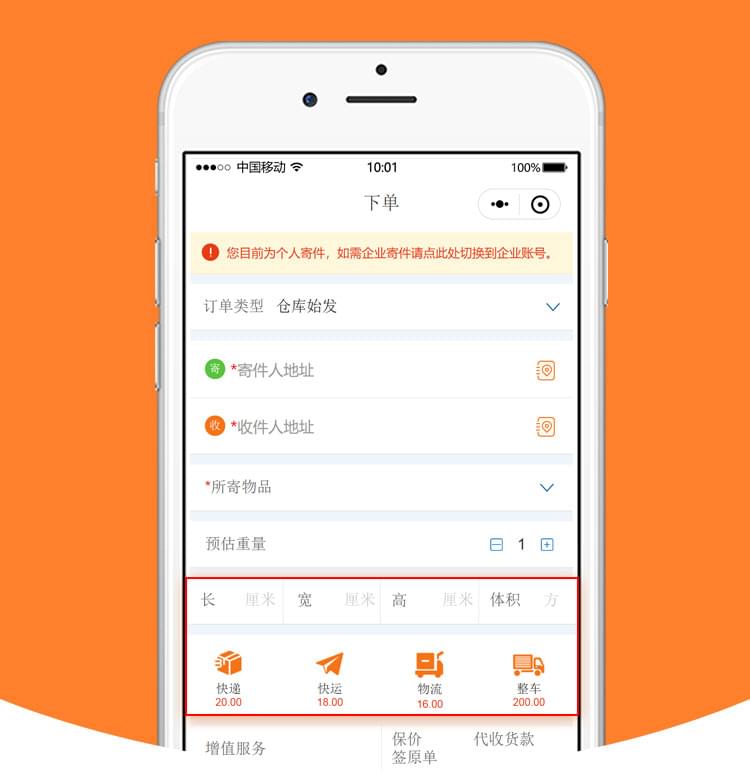 中国移动 10:01 100%
下单
! 您目前为个人寄件，如需企业寄件请点此处切换到企业账号。
订单类型 仓库始发
寄 *寄件人地址
收 *收件人地址
*所寄物品
预估重量 1
长 厘米 宽 厘米 高 厘米 体积 方
快递 快运 物流 整车
20.00 18.00 16.00 200.00
增值服务 保价 代收货款
签原单